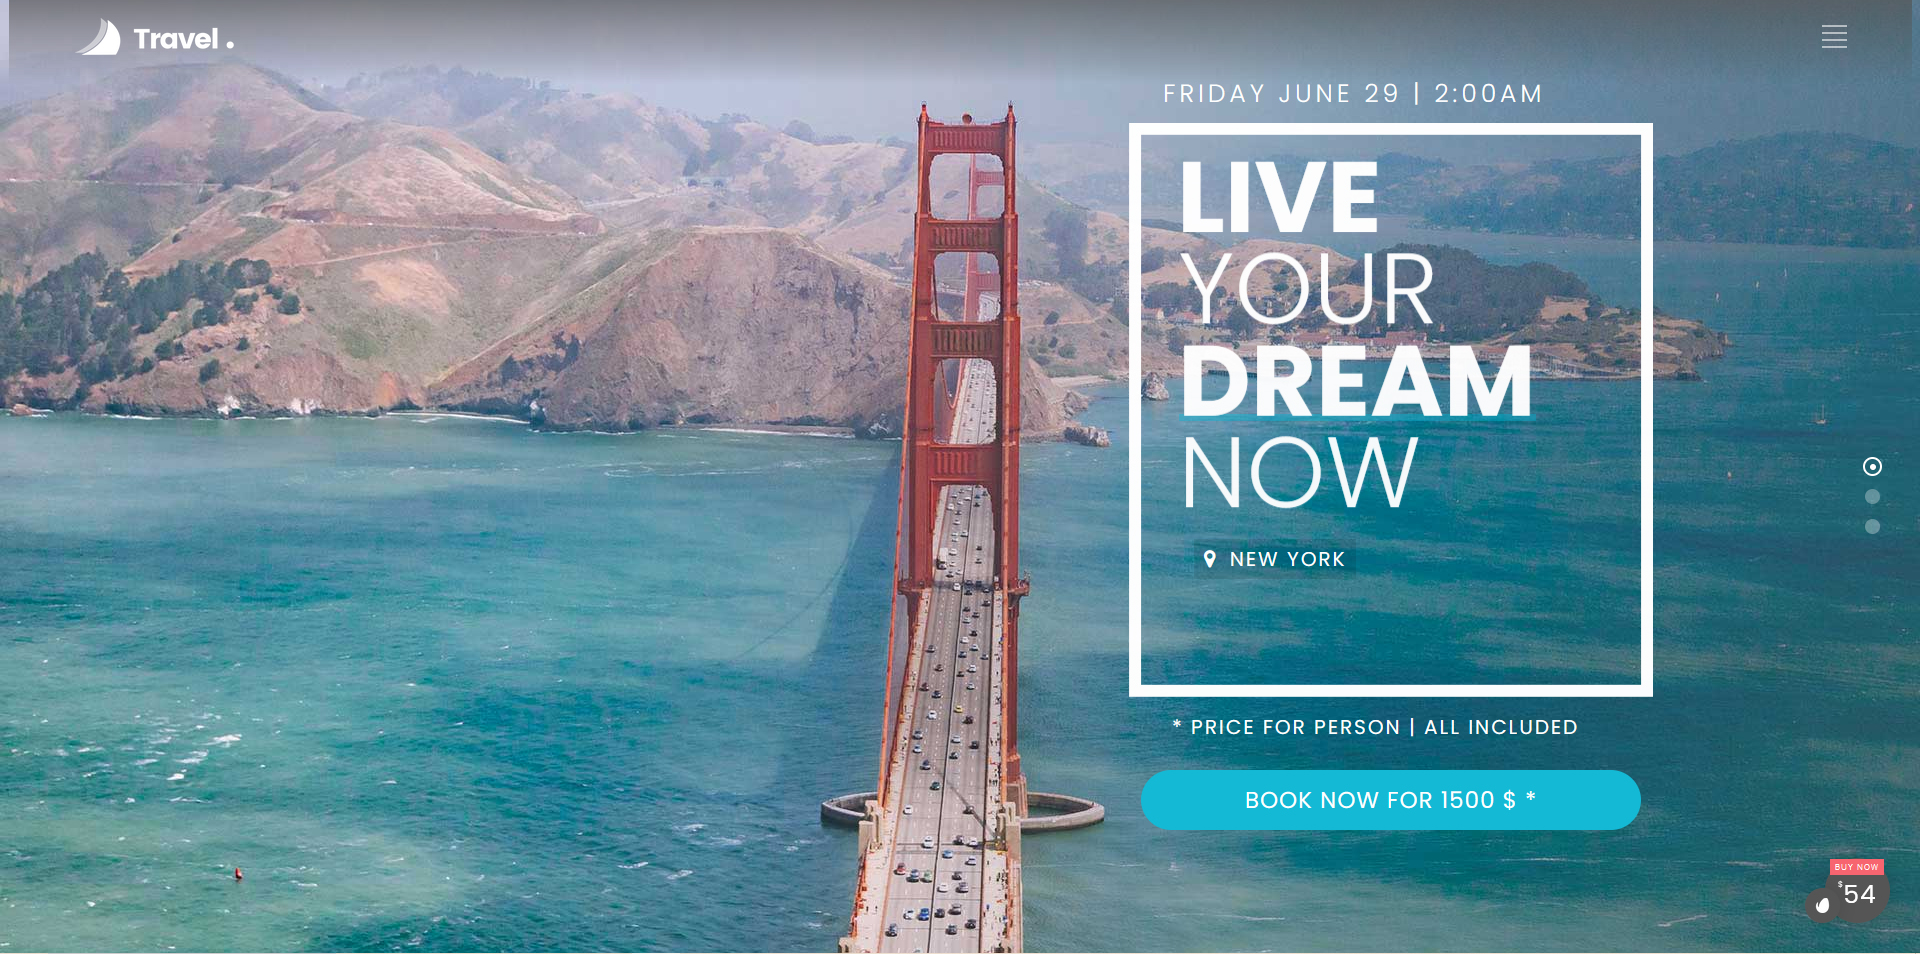 Travel .
FRIDAY JUNE 29 | 2:00AM
LIVE
YOUR
DREAM
NOW
NEW YORK
* PRICE FOR PERSON | ALL INCLUDED
BOOK NOW FOR 1500 $ *
BUY NOW
$54